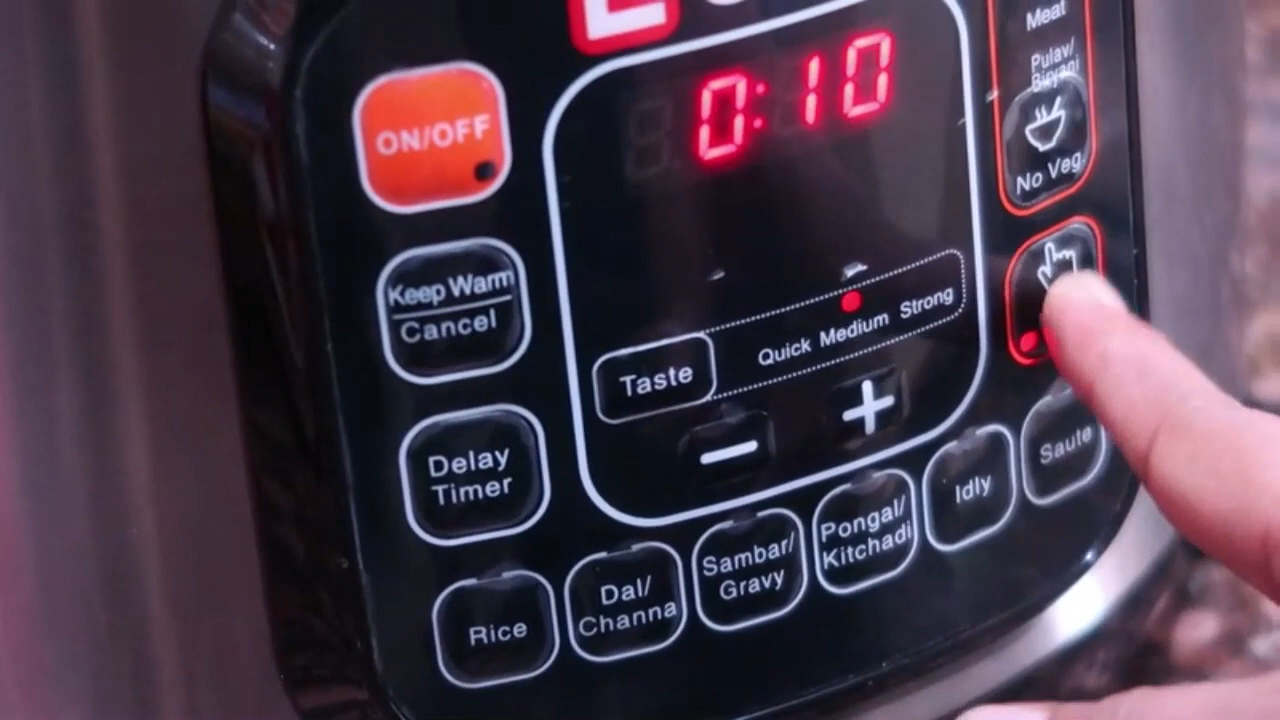 Meat
Pulav/
Biryani
No Veg.
0:10
ON/OFF
Keep Warm
Cancel
Quick Medium Strong
Taste
Delay
Timer
Saute
Idly
Pongal/
Kitchadi
Sambar/
Gravy
Dal/
Channa
Rice